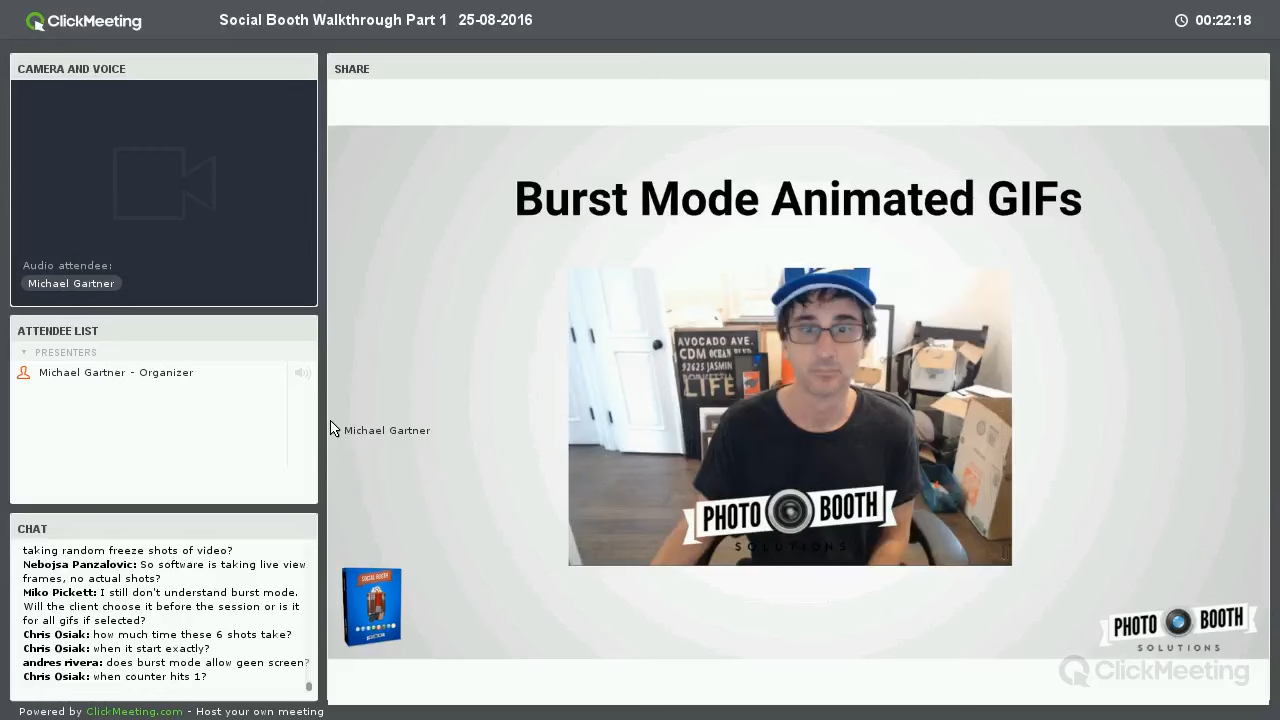 ClickMeeting
Social Booth Walkthrough Part 1 25-08-2016
00:22:18
CAMERA AND VOICE
Audio attendee:
Michael Gartner
ATTENDEE LIST
PRESENTERS
Michael Gartner - Organizer
CHAT
taking random freeze shots of video?
Nebojsa Panzalovic: So software is taking live view
frames, no actual shots?
Miko Pickett: I still don't understand burst mode.
Will the client choose it before the session or is it
for all gifs if selected?
Chris Osiak: how much time these 6 shots take?
Chris Osiak: when it start exactly?
andres rivera: does burst mode allow geen screen?
Chris Osiak: when counter hits 1?
Powered by ClickMeeting.com - Host your own meeting
SHARE
Burst Mode Animated GIFs
AVOCADO AVE.
CDM OCEAN BLVD
92625 JASMIN
LIFE
Michael Gartner
PHOTO BOOTH
SOLUTIONS
SOCIAL BOOTH
PHOTO BOOTH
SOLUTIONS
ClickMeeting